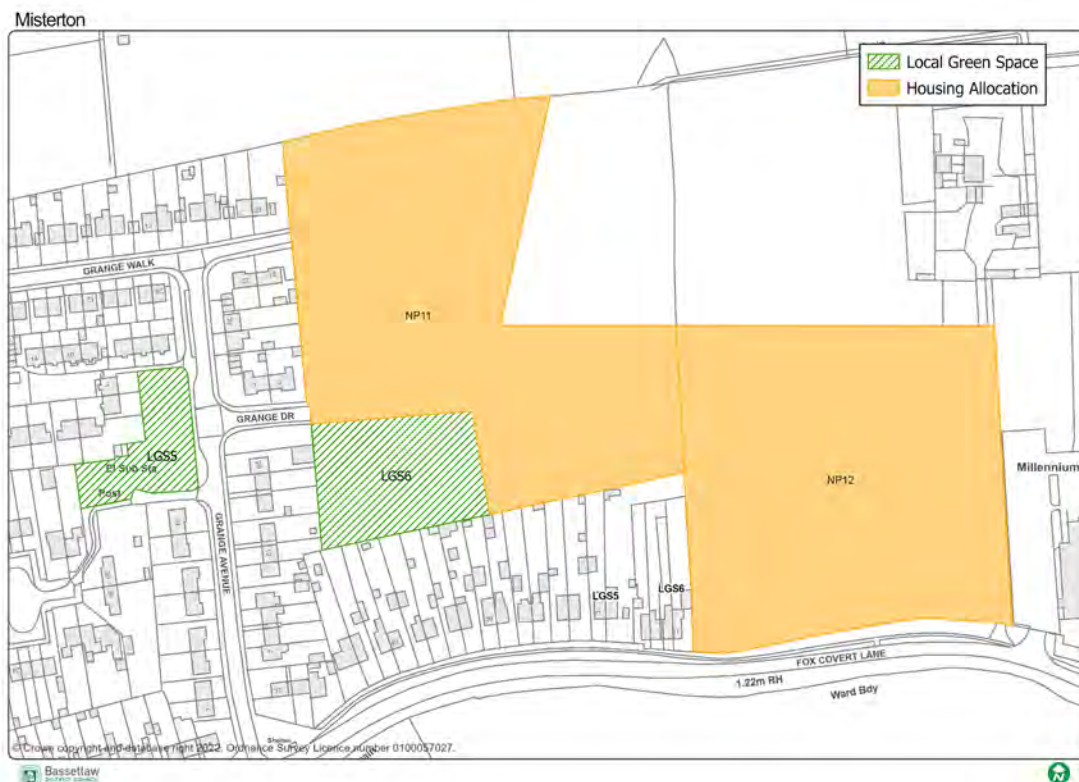 Misterton
Local Green Space
Housing Allocation
GRANGE WALK
NP11
GRANGE DR
LGS5
El Sub Sta
Post
LGS6
NP12
Millennium
GRANGE AVENUE
LGS5
LGS6
FOX COVERT LANE
1.22m RH
Ward Bdy
© Crown copyright and database right 2022. Ordnance Survey Licence number 0100057027.
Bassetlaw
DISTRICT COUNCIL
N